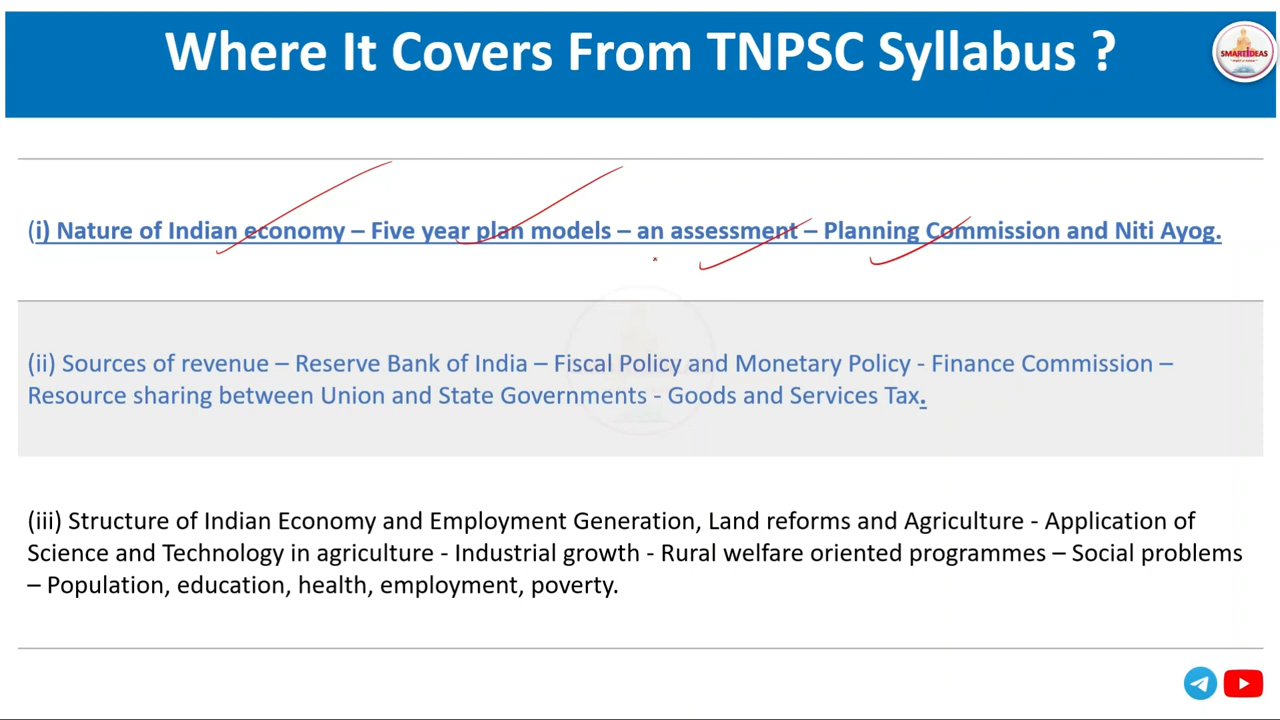 Where It Covers From TNPSC Syllabus ?
SMARTIDEAS
(i) Nature of Indian economy – Five year plan models – an assessment – Planning Commission and Niti Ayog.
(ii) Sources of revenue – Reserve Bank of India – Fiscal Policy and Monetary Policy - Finance Commission –
Resource sharing between Union and State Governments - Goods and Services Tax.
(iii) Structure of Indian Economy and Employment Generation, Land reforms and Agriculture - Application of
Science and Technology in agriculture - Industrial growth - Rural welfare oriented programmes – Social problems
– Population, education, health, employment, poverty.